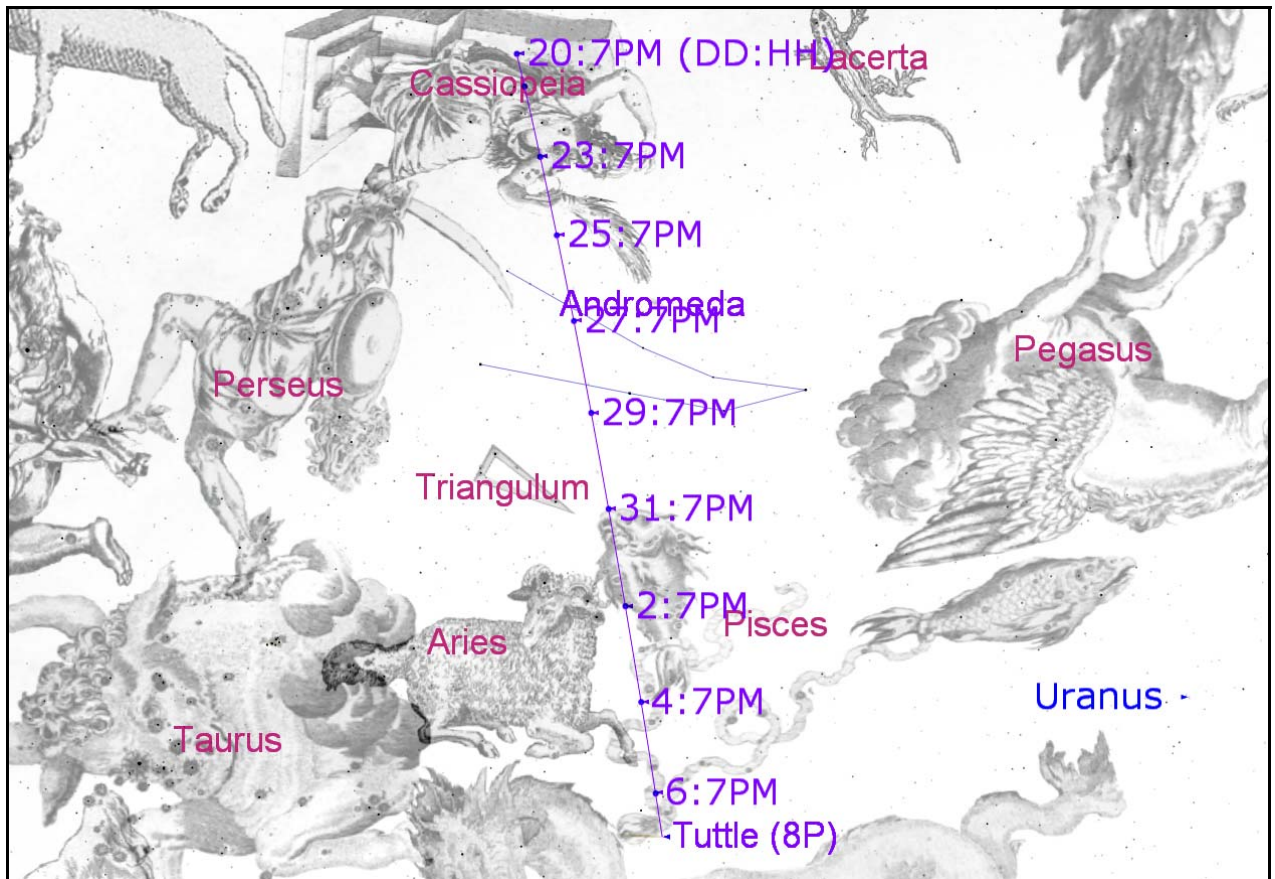 20:7PM (DD:HH)
Lacerta
Cassiopeia
23:7PM
25:7PM
Andromeda
27:7PM
Pegasus
Perseus
29:7PM
Triangulum
31:7PM
2:7PM
Pisces
Aries
4:7PM
Uranus
Taurus
6:7PM
Tuttle (8P)